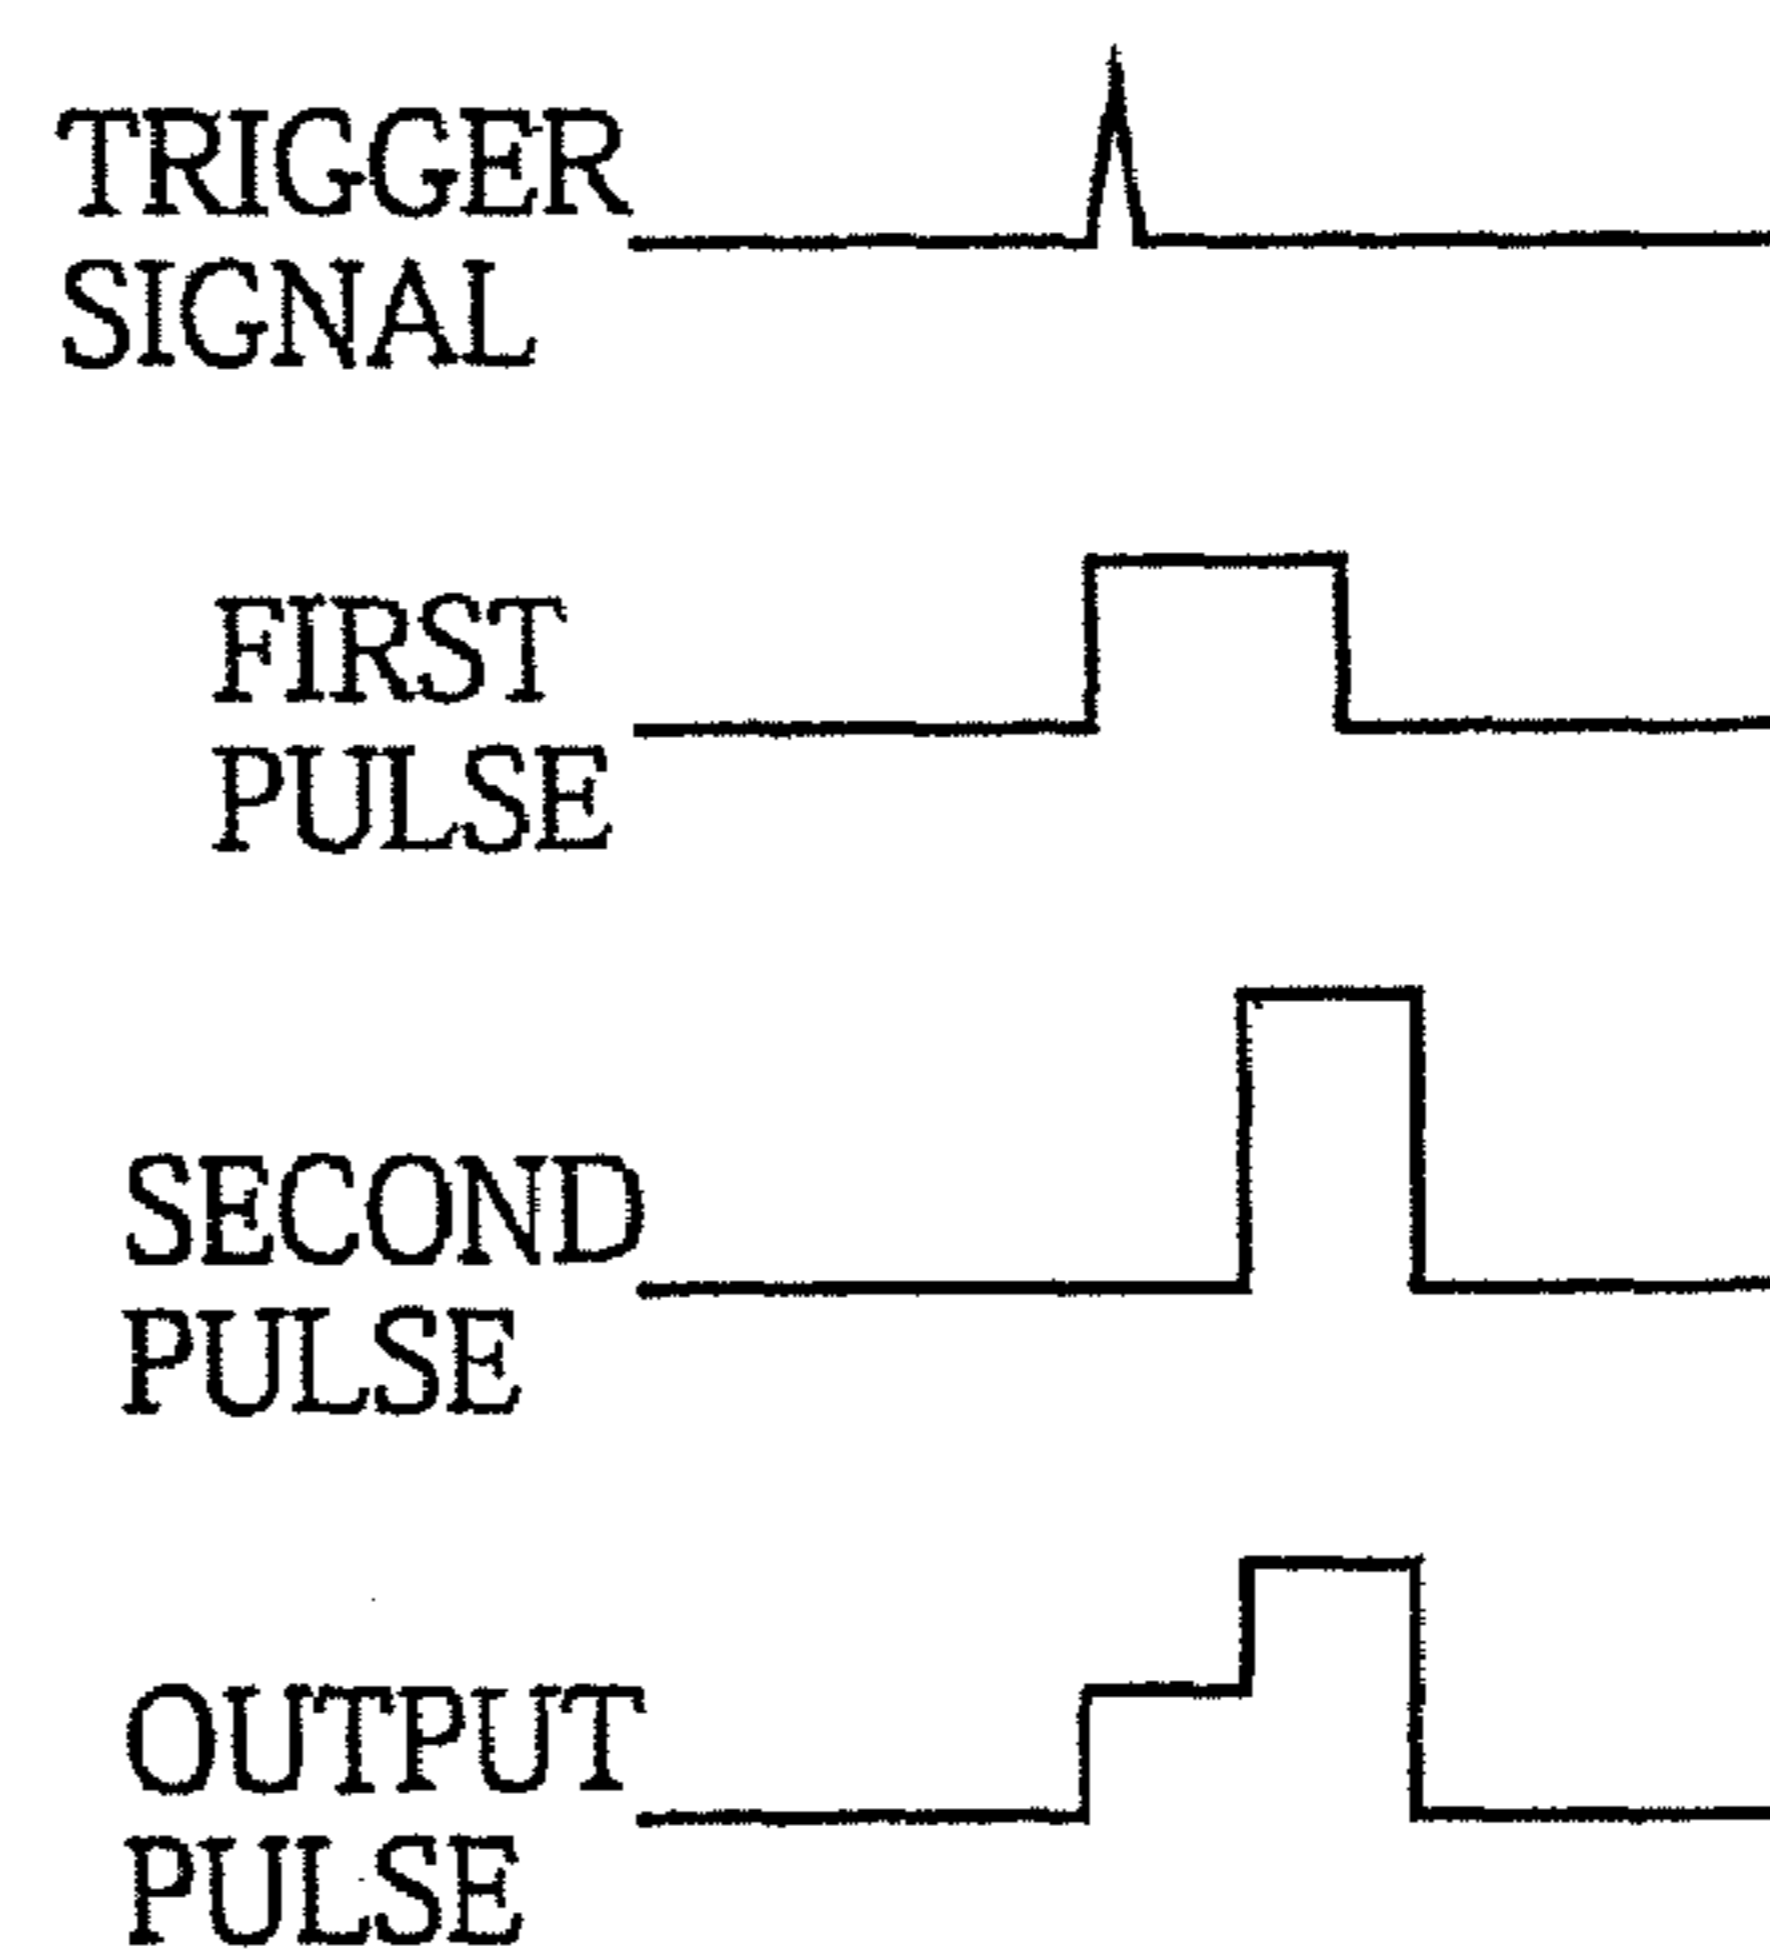 TRIGGER
SIGNAL
FIRST
PULSE
SECOND
PULSE
OUTPUT
PULSE